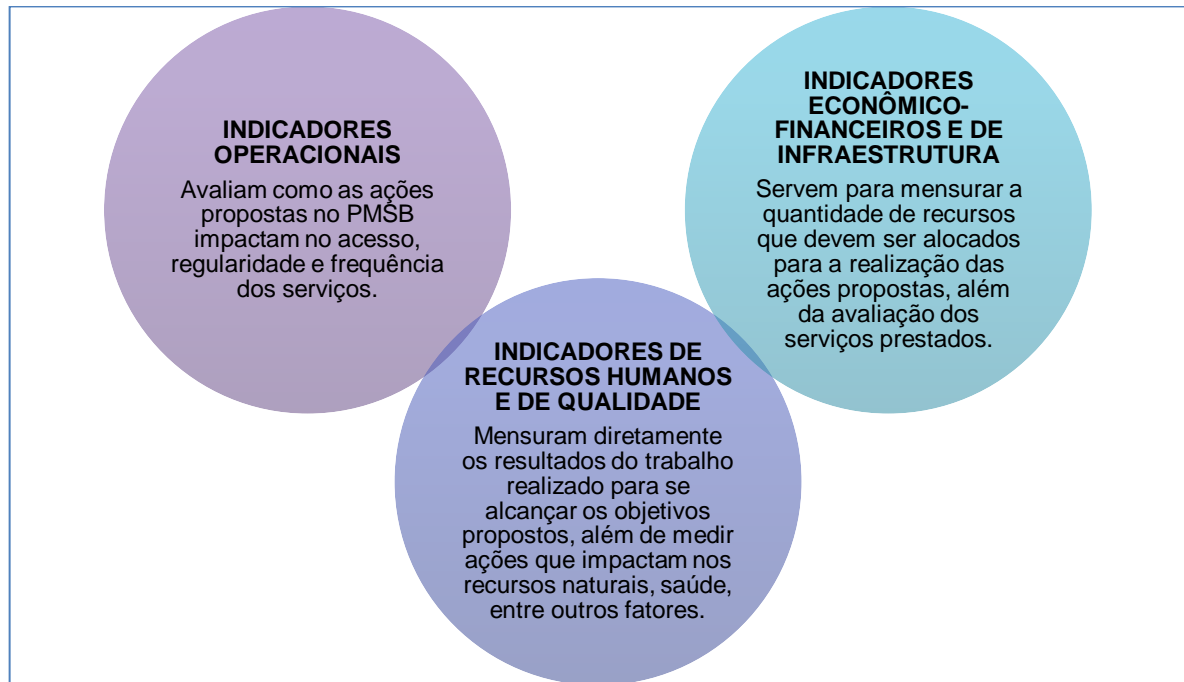 INDICADORES
OPERACIONAIS
Avaliam como as ações
propostas no PMSB
impactam no acesso,
regularidade e frequência
dos serviços.
INDICADORES
ECONÔMICO-
FINANCEIROS E DE
INFRAESTRUTURA
Servem para mensurar a
quantidade de recursos
que devem ser alocados
para a realização das
ações propostas, além
da avaliação dos
serviços prestados.
INDICADORES DE
RECURSOS HUMANOS
E DE QUALIDADE
Mensuram diretamente
os resultados do trabalho
realizado para se
alcançar os objetivos
propostos, além de medir
ações que impactam nos
recursos naturais, saúde,
entre outros fatores.